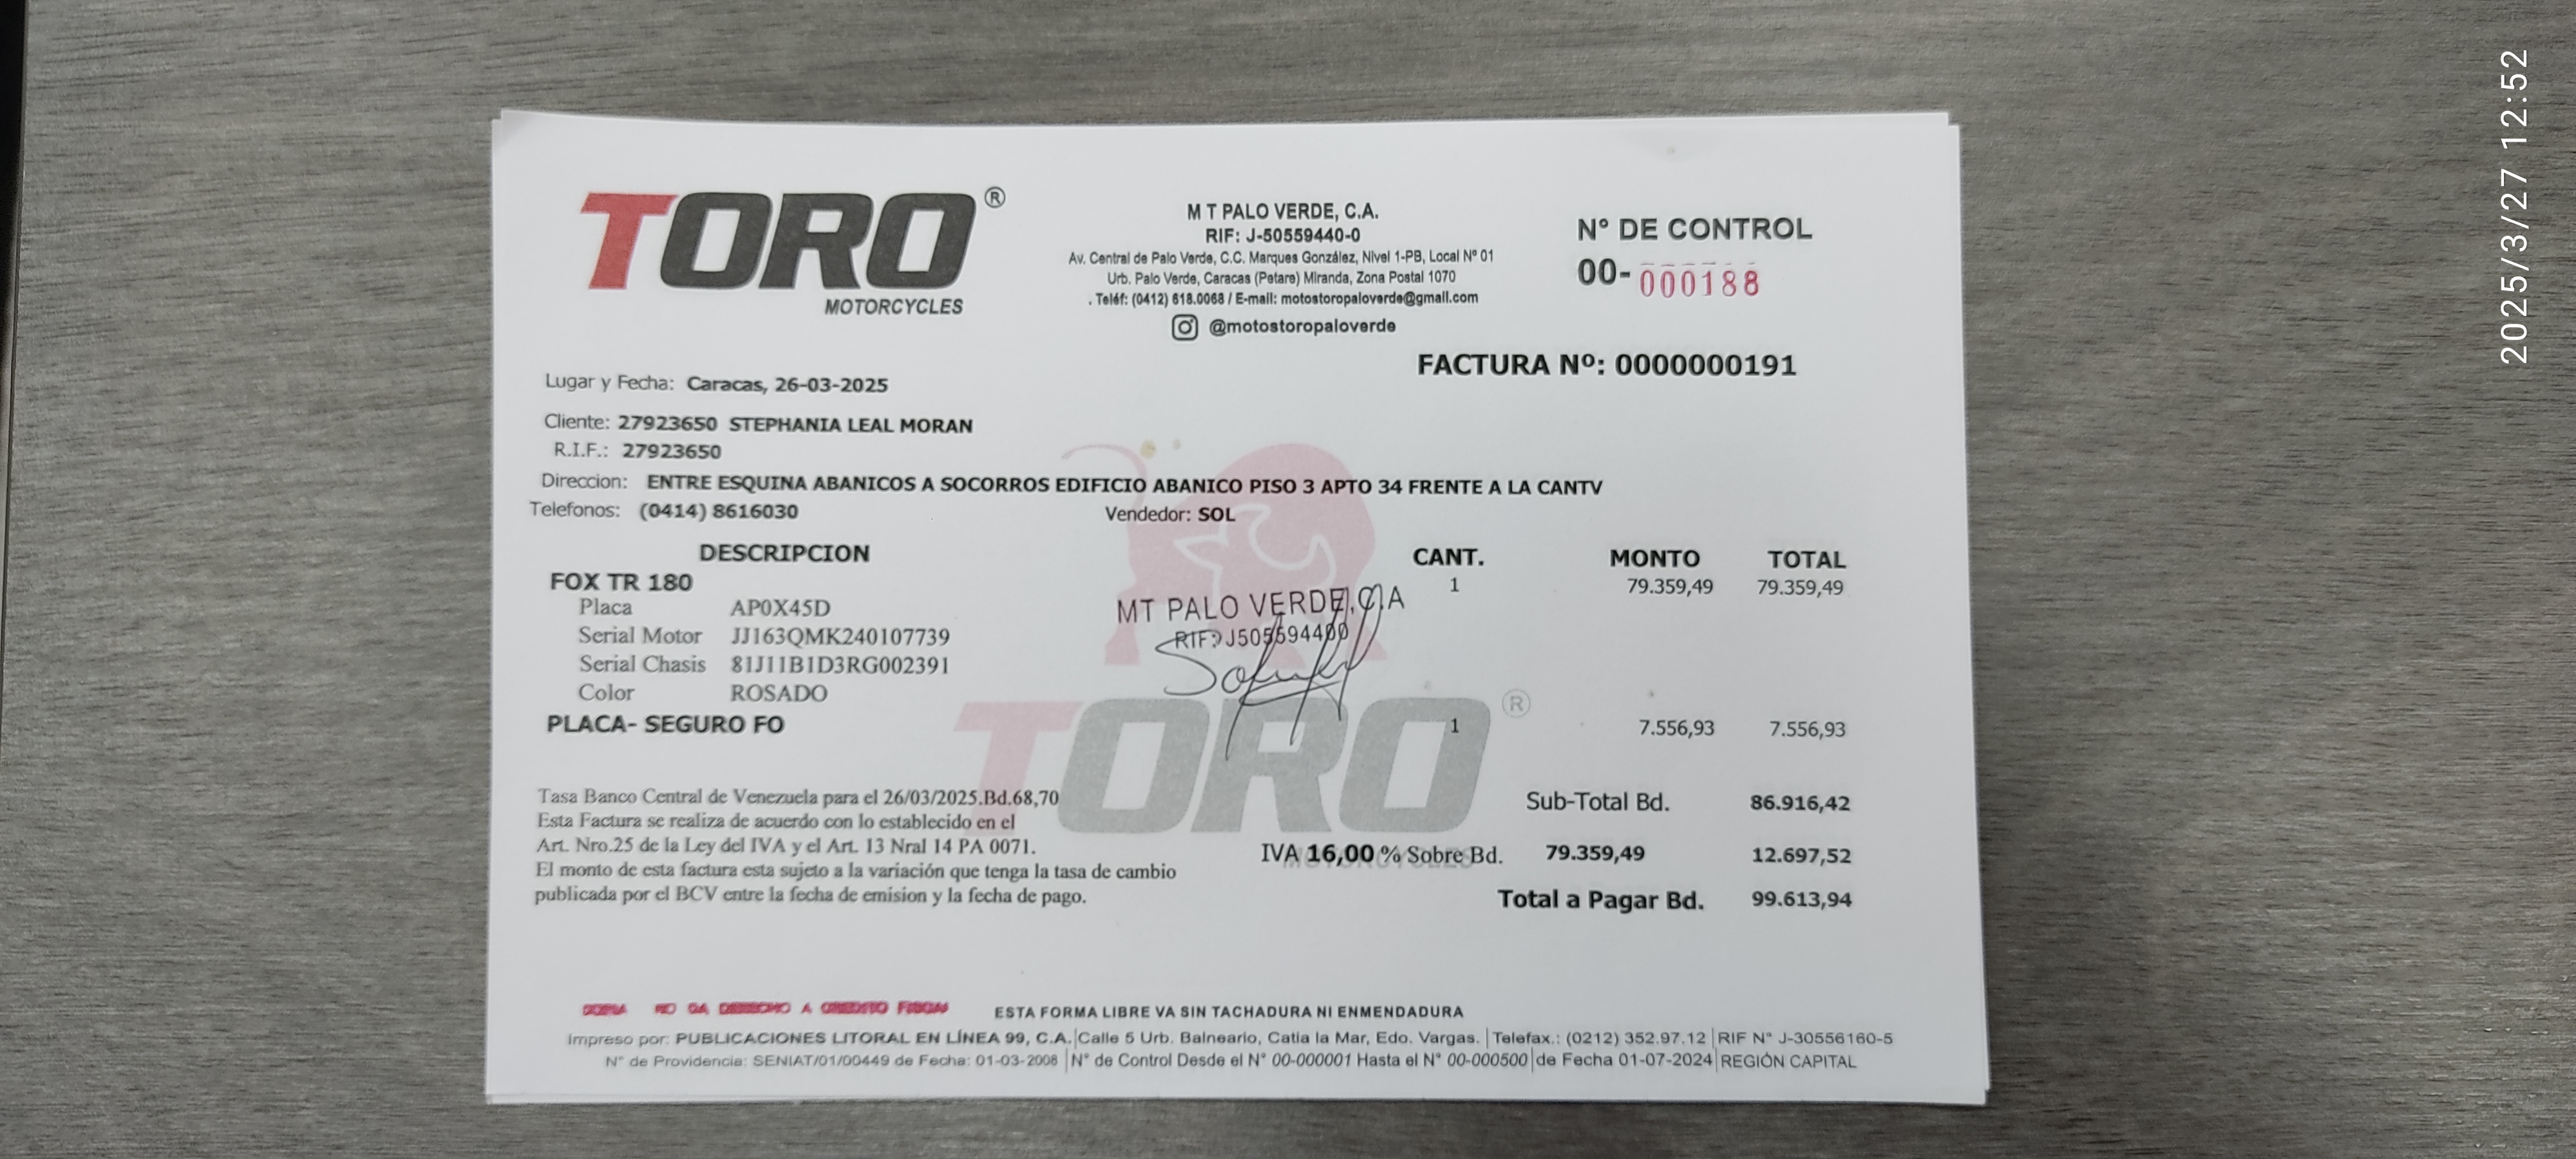 TORO ®
MOTORCYCLES
M T PALO VERDE, C.A.
RIF: J-50559440-0
Av. Central de Palo Verde, C.C. Marques González, Nivel 1-PB, Local Nº 01
Urb. Palo Verde, Caracas (Petare) Miranda, Zona Postal 1070
. Teléf: (0412) 618.0068 / E-mail: motostoropaloverde@gmail.com
@motostoropaloverde
N° DE CONTROL
00- 000188
FACTURA Nº: 0000000191
Lugar y Fecha: Caracas, 26-03-2025
Cliente: 27923650 STEPHANIA LEAL MORAN
R.I.F.: 27923650
Direccion: ENTRE ESQUINA ABANICOS A SOCORROS EDIFICIO ABANICO PISO 3 APTO 34 FRENTE A LA CANTV
Telefonos: (0414) 8616030 Vendedor: SOL
DESCRIPCION CANT. MONTO TOTAL
FOX TR 180 1 79.359,49 79.359,49
Placa AP0X45D
Serial Motor JJ163QMK240107739
Serial Chasis 81J11B1D3RG002391
Color ROSADO
MT PALO VERDE, C.A
RIF: J505594400
PLACA- SEGURO FO 1 7.556,93 7.556,93
TORO ®
MOTORCYCLES
Tasa Banco Central de Venezuela para el 26/03/2025.Bd.68,70
Esta Factura se realiza de acuerdo con lo establecido en el
Art. Nro.25 de la Ley del IVA y el Art. 13 Nral 14 PA 0071.
El monto de esta factura esta sujeto a la variación que tenga la tasa de cambio
publicada por el BCV entre la fecha de emision y la fecha de pago.
Sub-Total Bd. 86.916,42
IVA 16,00 % Sobre Bd. 79.359,49 12.697,52
Total a Pagar Bd. 99.613,94
COPIA NO DA DERECHO A CREDITO FISCAL
ESTA FORMA LIBRE VA SIN TACHADURA NI ENMENDADURA
Impreso por: PUBLICACIONES LITORAL EN LÍNEA 99, C.A. Calle 5 Urb. Balneario, Catia la Mar, Edo. Vargas. Telefax.: (0212) 352.97.12 RIF N° J-30556160-5
N° de Providencia: SENIAT/01/00449 de Fecha: 01-03-2008 N° de Control Desde el N° 00-000001 Hasta el N° 00-000500 de Fecha 01-07-2024 REGIÓN CAPITAL
2025/3/27 12:52